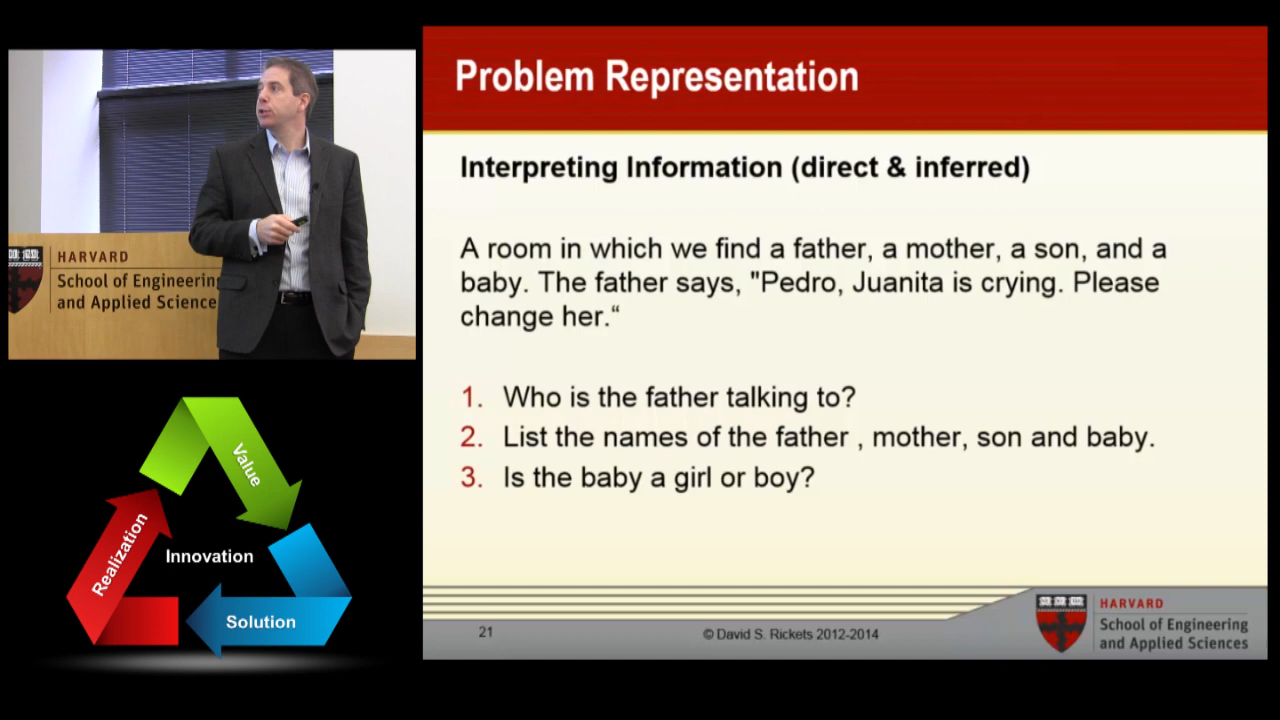 Problem Representation
Interpreting Information (direct & inferred)
A room in which we find a father, a mother, a son, and a
baby. The father says, "Pedro, Juanita is crying. Please
change her.“
1. Who is the father talking to?
2. List the names of the father , mother, son and baby.
3. Is the baby a girl or boy?
21
© David S. Rickets 2012-2014
HARVARD
School of Engineering
and Applied Sciences
HARVARD
School of Engineering
and Applied Science
Value
Realization
Innovation
Solution